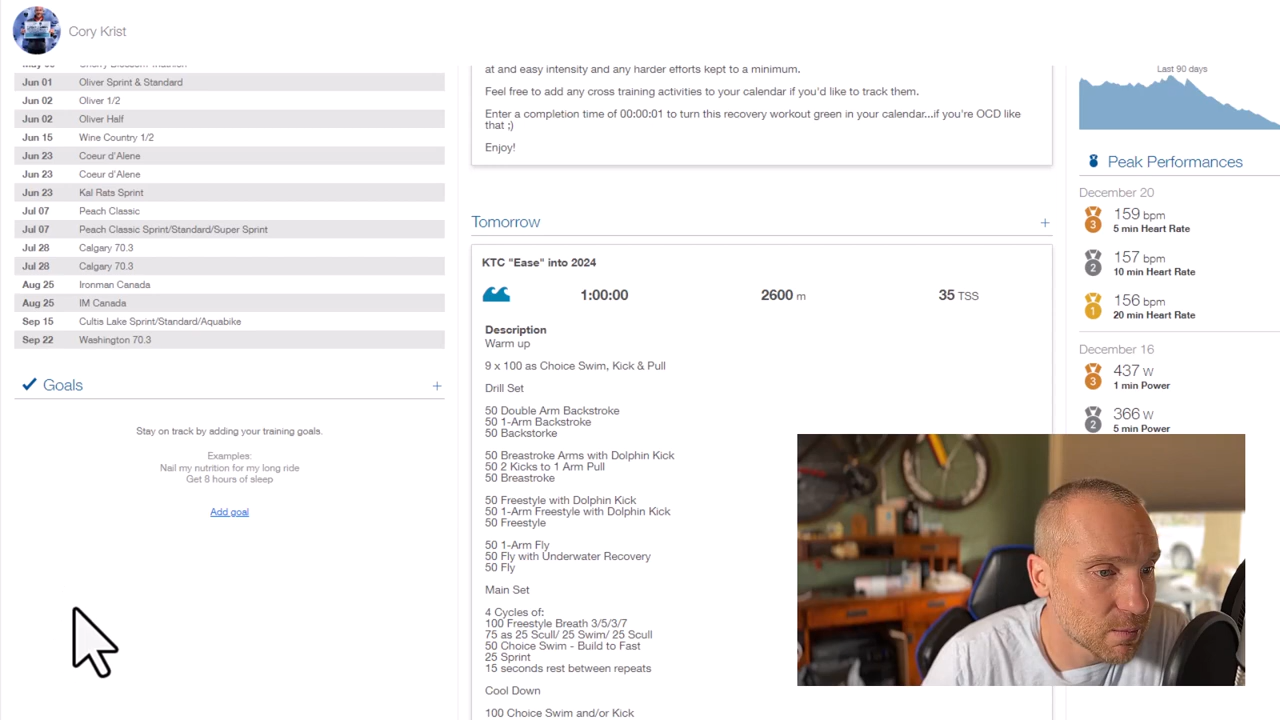 Cory Krist
Jun 01 Oliver Sprint & Standard
Jun 02 Oliver 1/2
Jun 02 Oliver Half
Jun 15 Wine Country 1/2
Jun 23 Coeur d'Alene
Jun 23 Coeur d'Alene
Jun 23 Kal Rats Sprint
Jul 07 Peach Classic
Jul 07 Peach Classic Sprint/Standard/Super Sprint
Jul 28 Calgary 70.3
Jul 28 Calgary 70.3
Aug 25 Ironman Canada
Aug 25 IM Canada
Sep 15 Cultis Lake Sprint/Standard/Aquabike
Sep 22 Washington 70.3
Goals +
Stay on track by adding your training goals.
Examples:
Nail my nutrition for my long ride
Get 8 hours of sleep
Add goal
at and easy intensity and any harder efforts kept to a minimum.
Feel free to add any cross training activities to your calendar if you'd like to track them.
Enter a completion time of 00:00:01 to turn this recovery workout green in your calendar...if you're OCD like
that ;)
Enjoy!
Tomorrow +
KTC "Ease" into 2024
1:00:00 2600 m 35 TSS
Description
Warm up
9 x 100 as Choice Swim, Kick & Pull
Drill Set
50 Double Arm Backstroke
50 1-Arm Backstroke
50 Backstorke
50 Breastroke Arms with Dolphin Kick
50 2 Kicks to 1 Arm Pull
50 Breastroke
50 Freestyle with Dolphin Kick
50 1-Arm Freestyle with Dolphin Kick
50 Freestyle
50 1-Arm Fly
50 Fly with Underwater Recovery
50 Fly
Main Set
4 Cycles of:
100 Freestyle Breath 3/5/3/7
75 as 25 Scull/ 25 Swim/ 25 Scull
50 Choice Swim - Build to Fast
25 Sprint
15 seconds rest between repeats
Cool Down
100 Choice Swim and/or Kick
Last 90 days
Peak Performances
December 20
3 159 bpm
5 min Heart Rate
2 157 bpm
10 min Heart Rate
1 156 bpm
20 min Heart Rate
December 16
3 437 W
1 min Power
2 366 W
5 min Power